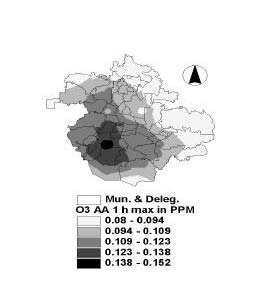 Mun. & Deleg.
O3 AA 1 h max in PPM
0.08 - 0.094
0.094 - 0.109
0.109 - 0.123
0.123 - 0.138
0.138 - 0.152